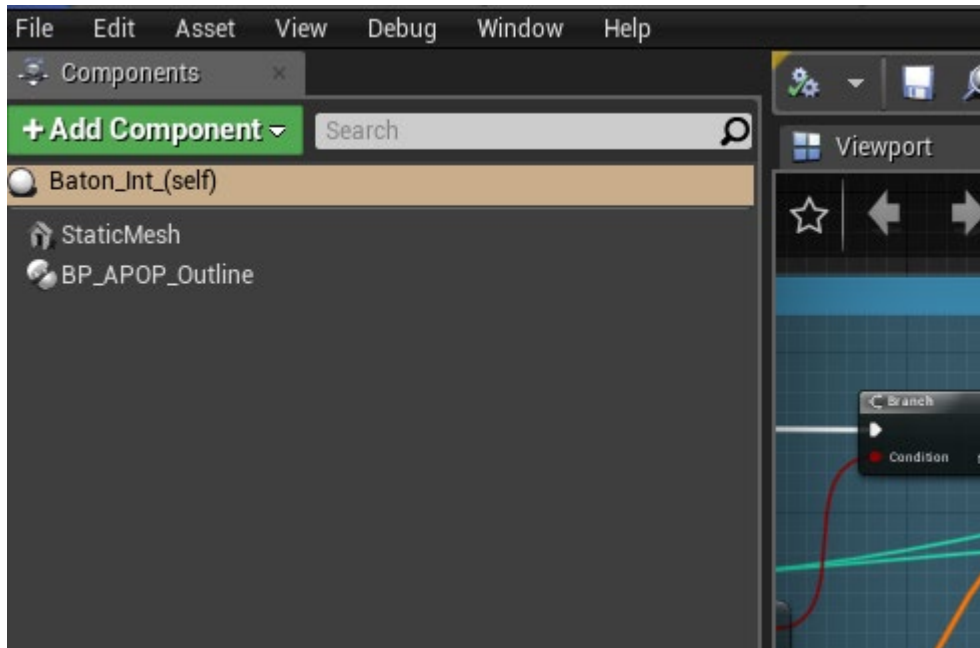 File Edit Asset View Debug Window Help
Components
+Add Component
Search
Baton_Int_(self)
StaticMesh
BP_APOP_Outline
Viewport
Branch
Condition